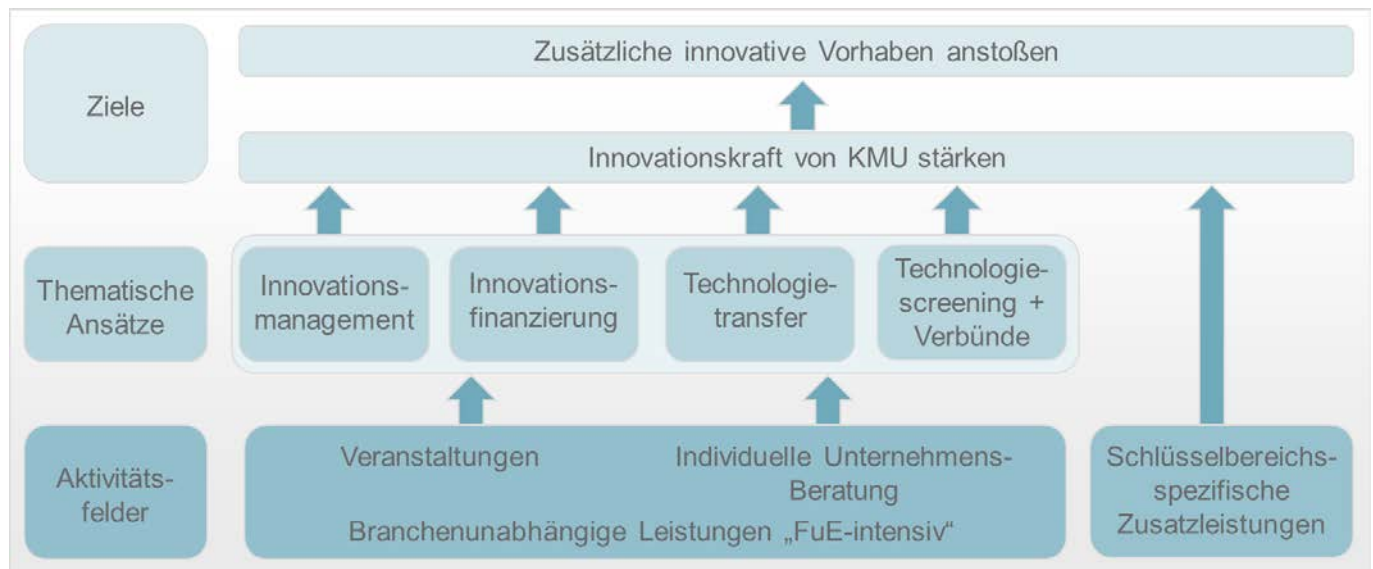 Ziele
Zusätzliche innovative Vorhaben anstoßen
Innovationskraft von KMU stärken
Thematische
Ansätze
Innovations-
management
Innovations-
finanzierung
Technologie-
transfer
Technologie-
screening +
Verbünde
Aktivitäts-
felder
Veranstaltungen
Individuelle Unternehmens-
Beratung
Branchenunabhängige Leistungen „FuE-intensiv“
Schlüsselbereichs-
spezifische
Zusatzleistungen